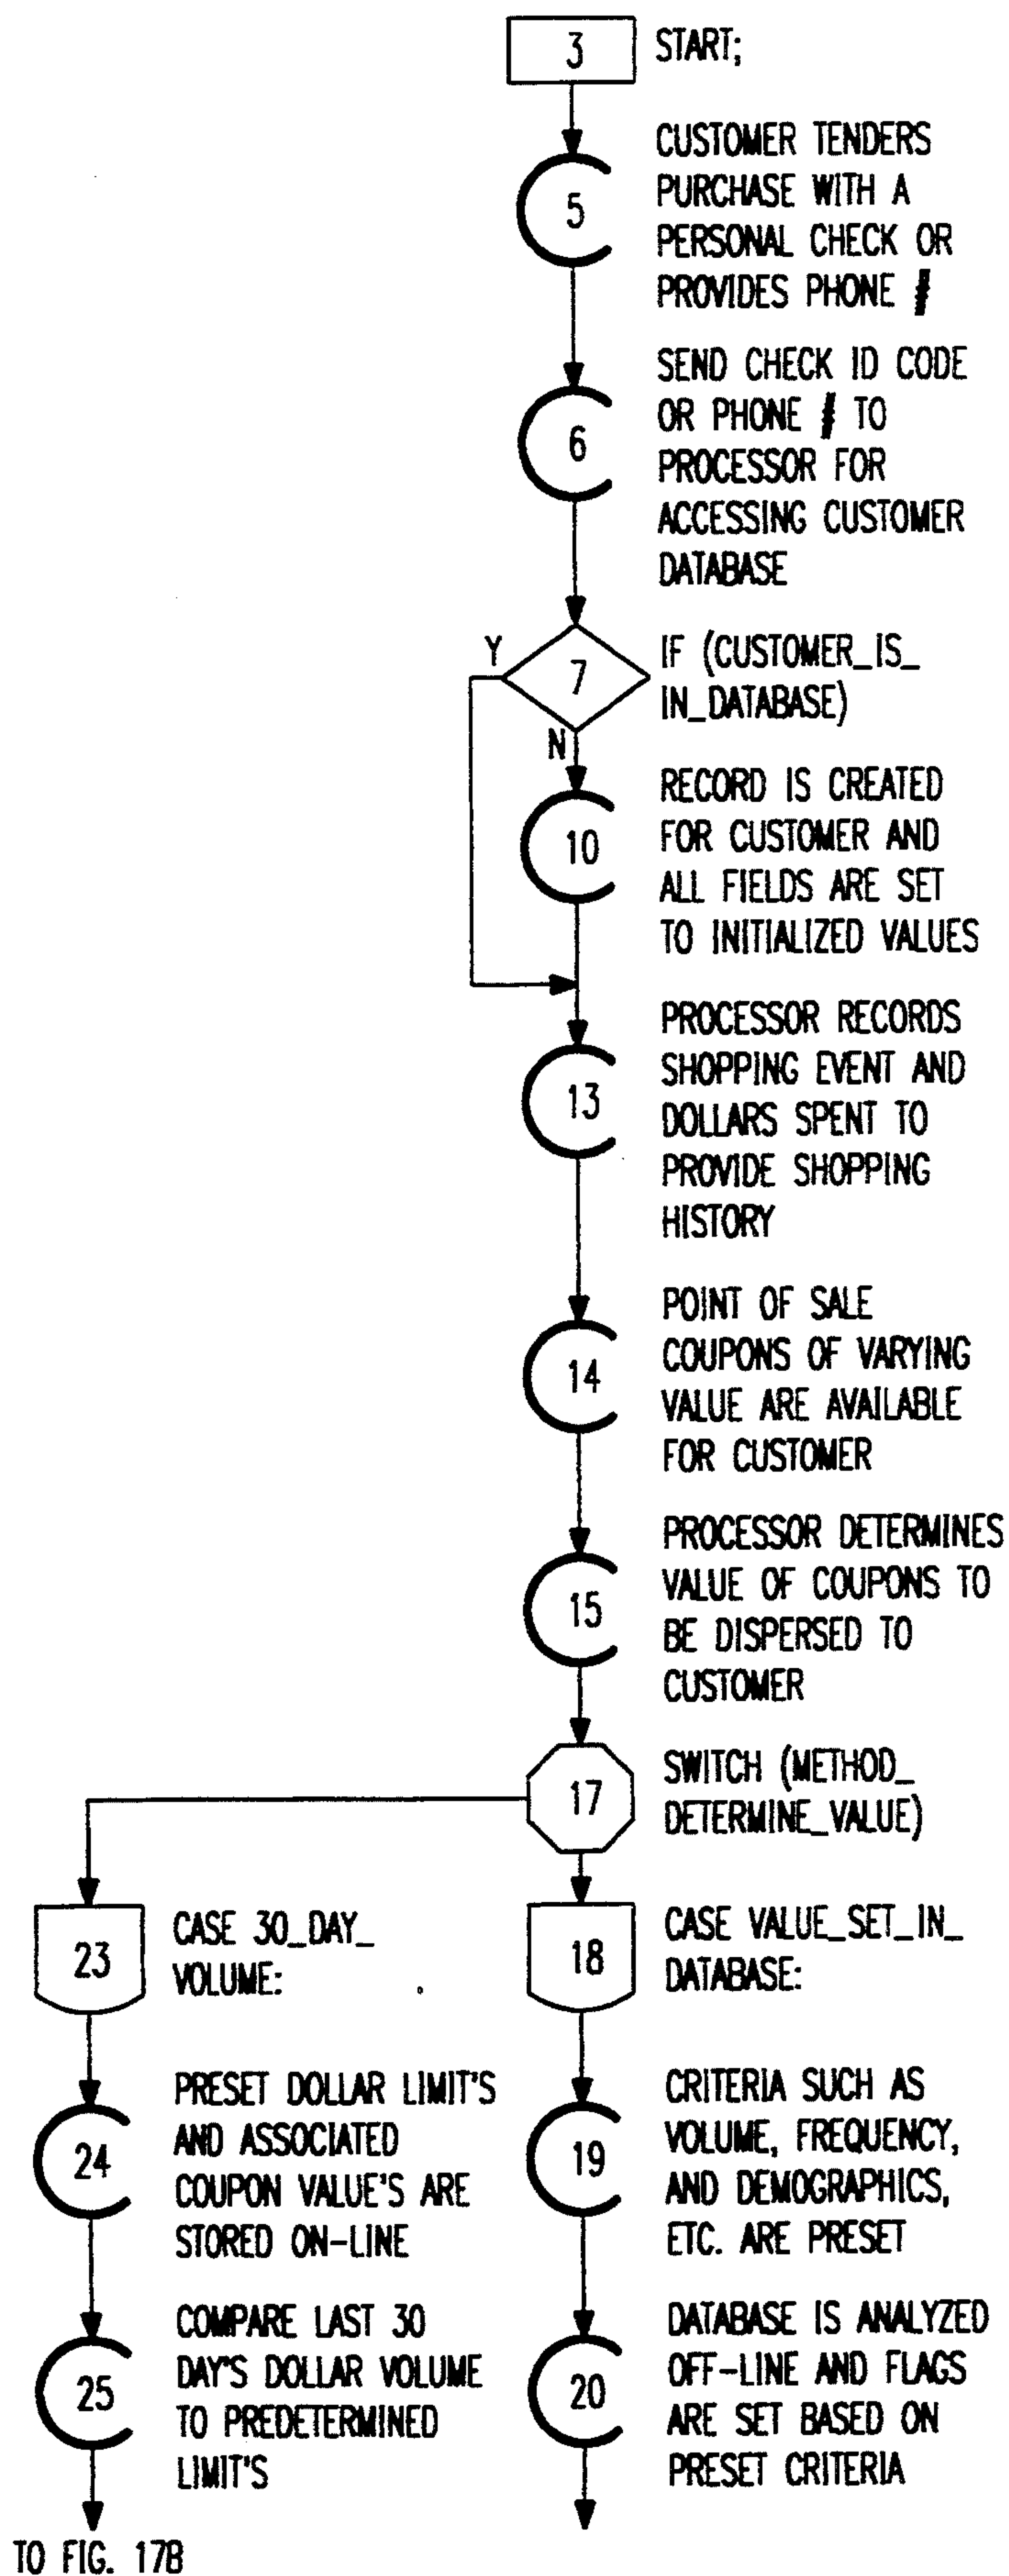 3 START;
5
CUSTOMER TENDERS
PURCHASE WITH A
PERSONAL CHECK OR
PROVIDES PHONE #
6
SEND CHECK ID CODE
OR PHONE # TO
PROCESSOR FOR
ACCESSING CUSTOMER
DATABASE
Y
7
N
IF (CUSTOMER_IS_
IN_DATABASE)
10
RECORD IS CREATED
FOR CUSTOMER AND
ALL FIELDS ARE SET
TO INITIALIZED VALUES
13
PROCESSOR RECORDS
SHOPPING EVENT AND
DOLLARS SPENT TO
PROVIDE SHOPPING
HISTORY
14
POINT OF SALE
COUPONS OF VARYING
VALUE ARE AVAILABLE
FOR CUSTOMER
15
PROCESSOR DETERMINES
VALUE OF COUPONS TO
BE DISPERSED TO
CUSTOMER
17
SWITCH (METHOD_
DETERMINE_VALUE)
23
CASE 30_DAY_
VOLUME:
18
CASE VALUE_SET_IN_
DATABASE:
24
PRESET DOLLAR LIMIT'S
AND ASSOCIATED
COUPON VALUE'S ARE
STORED ON-LINE
19
CRITERIA SUCH AS
VOLUME, FREQUENCY,
AND DEMOGRAPHICS,
ETC. ARE PRESET
25
COMPARE LAST 30
DAY'S DOLLAR VOLUME
TO PREDETERMINED
LIMIT'S
20
DATABASE IS ANALYZED
OFF-LINE AND FLAGS
ARE SET BASED ON
PRESET CRITERIA
TO FIG. 17B